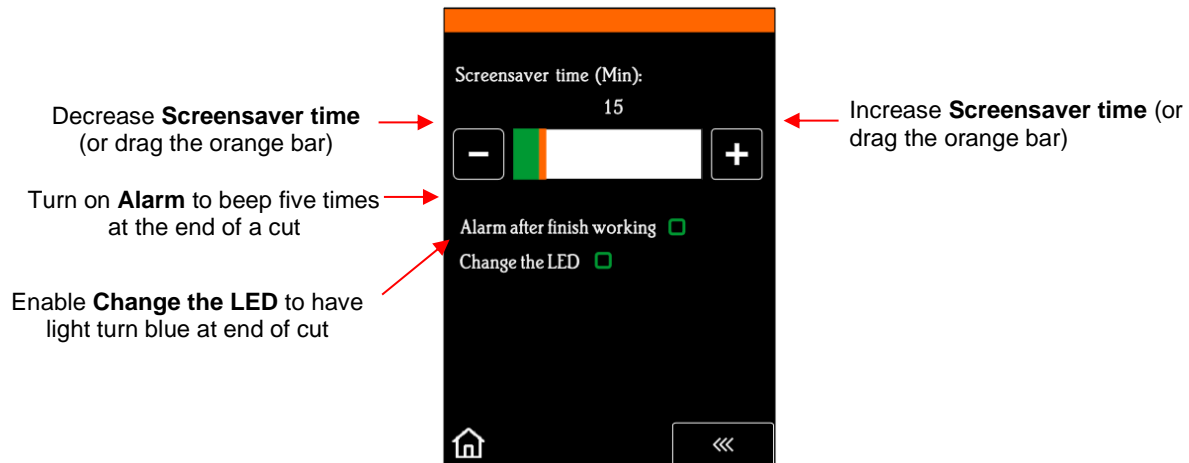 Screensaver time (Min):
15
Decrease Screensaver time
(or drag the orange bar)
Increase Screensaver time (or
drag the orange bar)
Turn on Alarm to beep five times
at the end of a cut
Alarm after finish working
Change the LED
Enable Change the LED to have
light turn blue at end of cut